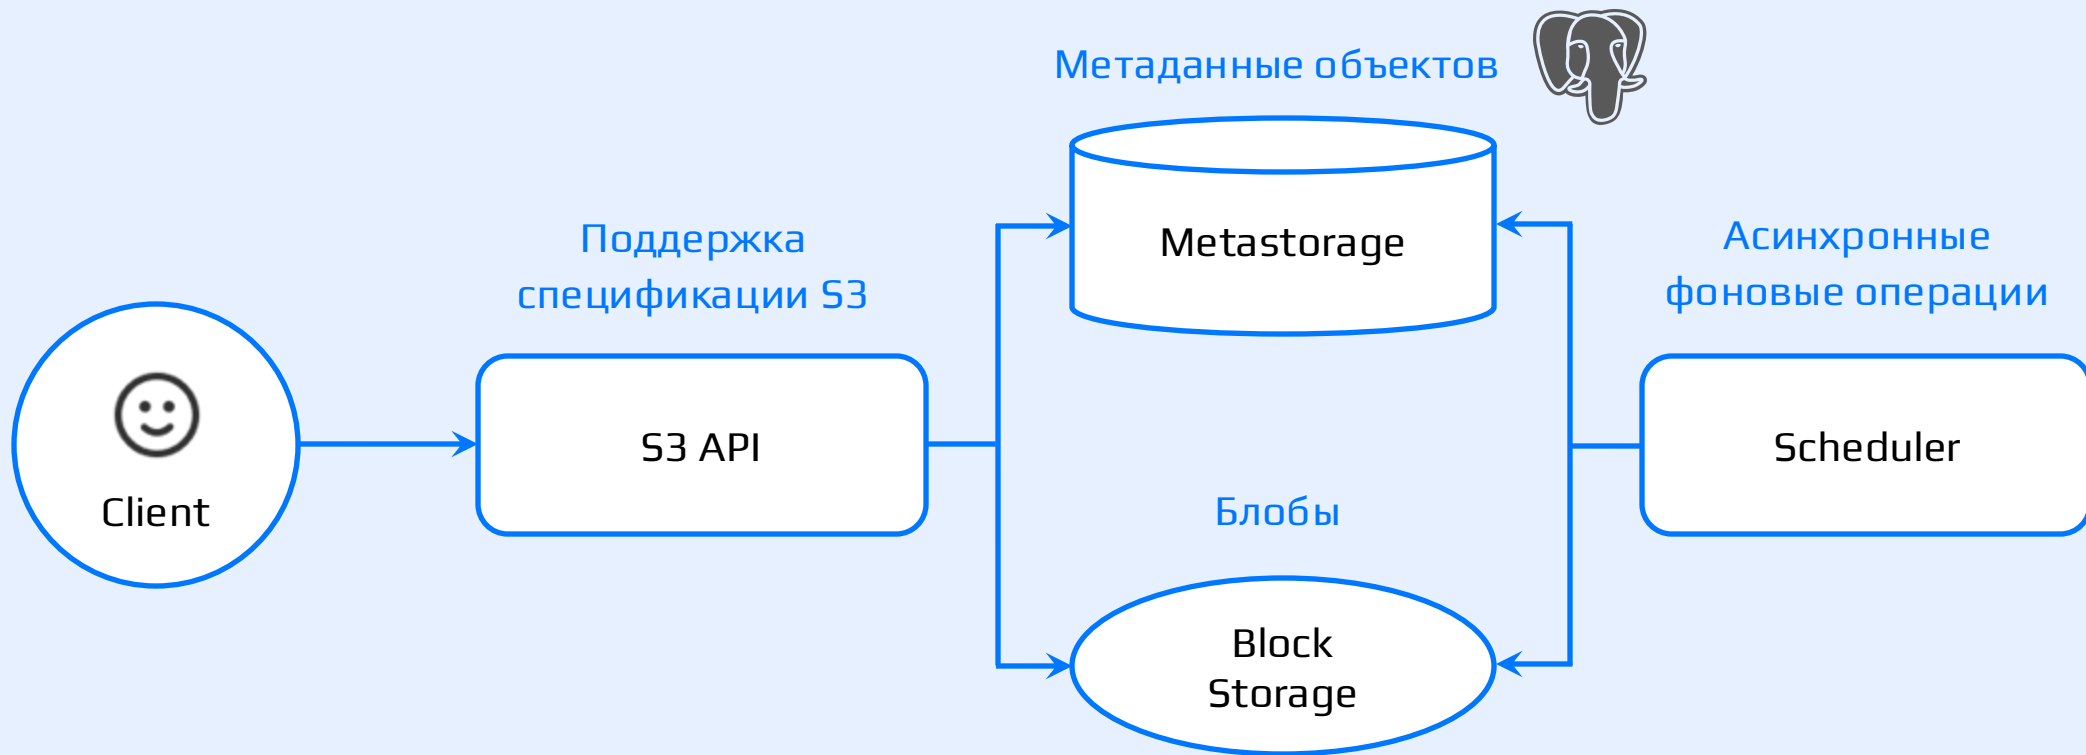 Метаданные объектов
Metastorage
Поддержка
спецификации S3
Асинхронные
фоновые операции
Client
S3 API
Scheduler
Блобы
Block
Storage